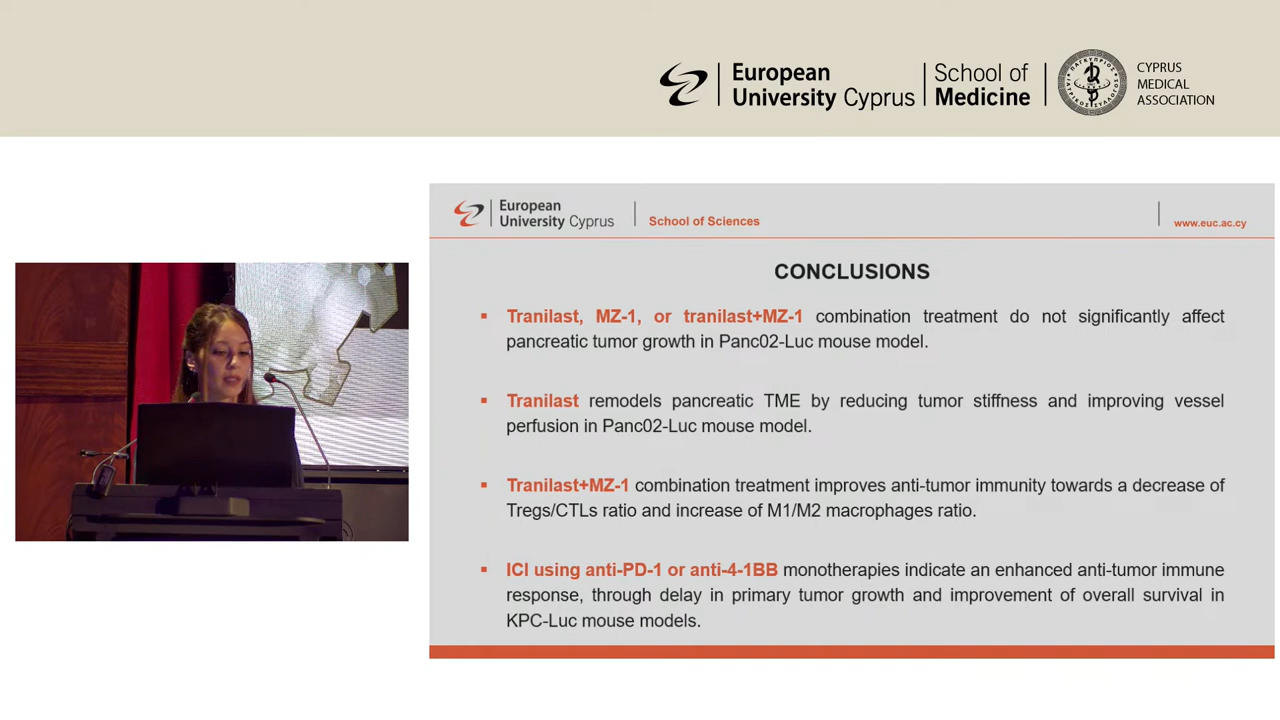 European
University Cyprus
School of
Medicine
CYPRUS
MEDICAL
ASSOCIATION
European
University Cyprus
School of Sciences
www.euc.ac.cy
CONCLUSIONS
▪ Tranilast, MZ-1, or tranilast+MZ-1 combination treatment do not significantly affect
pancreatic tumor growth in Panc02-Luc mouse model.
▪ Tranilast remodels pancreatic TME by reducing tumor stiffness and improving vessel
perfusion in Panc02-Luc mouse model.
▪ Tranilast+MZ-1 combination treatment improves anti-tumor immunity towards a decrease of
Tregs/CTLs ratio and increase of M1/M2 macrophages ratio.
▪ ICI using anti-PD-1 or anti-4-1BB monotherapies indicate an enhanced anti-tumor immune
response, through delay in primary tumor growth and improvement of overall survival in
KPC-Luc mouse models.